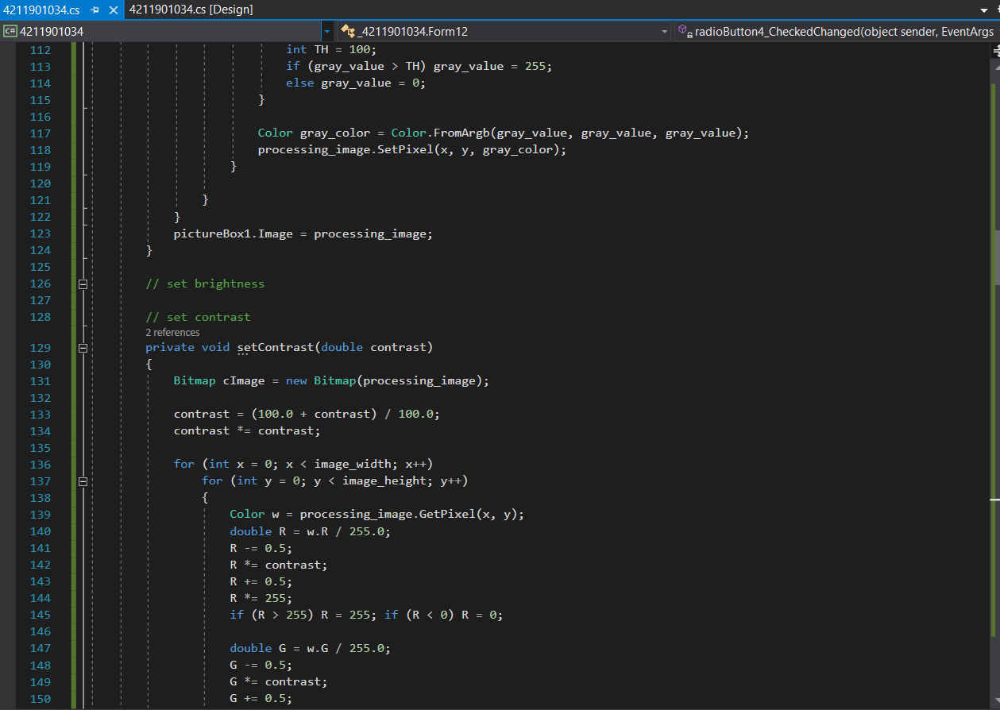 4211901034.cs 4211901034.cs [Design]
C# 4211901034 _4211901034.Form12 radioButton4_CheckedChanged(object sender, EventArgs
112 int TH = 100;
113 if (gray_value > TH) gray_value = 255;
114 else gray_value = 0;
115 }
116
117 Color gray_color = Color.FromArgb(gray_value, gray_value, gray_value);
118 processing_image.SetPixel(x, y, gray_color);
119 }
120
121 }
122 }
123 pictureBox1.Image = processing_image;
124 }
125
126 // set brightness
127
128 // set contrast
2 references
129 private void setContrast(double contrast)
130 {
131 Bitmap cImage = new Bitmap(processing_image);
132
133 contrast = (100.0 + contrast) / 100.0;
134 contrast *= contrast;
135
136 for (int x = 0; x < image_width; x++)
137 for (int y = 0; y < image_height; y++)
138 {
139 Color w = processing_image.GetPixel(x, y);
140 double R = w.R / 255.0;
141 R -= 0.5;
142 R *= contrast;
143 R += 0.5;
144 R *= 255;
145 if (R > 255) R = 255; if (R < 0) R = 0;
146
147 double G = w.G / 255.0;
148 G -= 0.5;
149 G *= contrast;
150 G += 0.5;